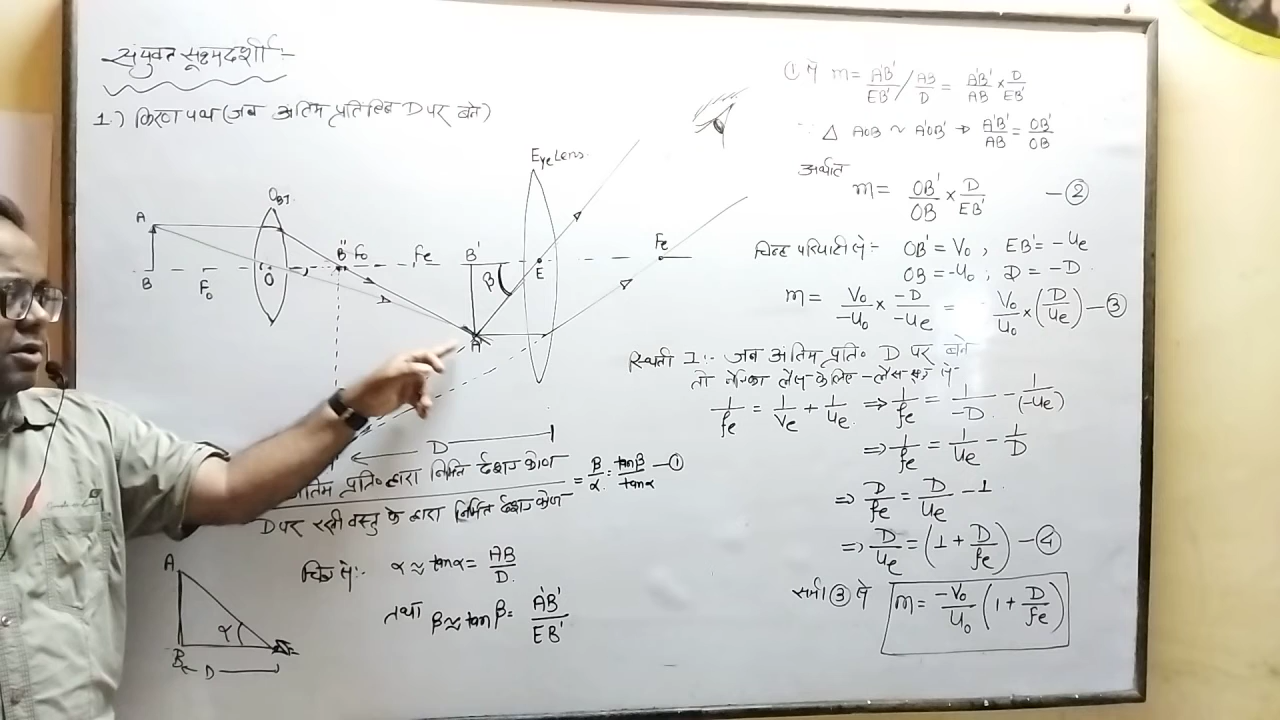 संयुक्त सूक्ष्मदर्शी :-
1.) किरण पथ (जब अंतिम प्रतिबिम्ब D पर बने)
OBJ.
Eye Lens.
A
B
F₀
O
B''
F₀
Fe
B'
β
E
Fe
A'
D
अंतिम प्रति॰ द्वारा निर्मित दर्शन कोण
D पर रखी वस्तु के द्वारा निर्मित दर्शन कोण
= β/α = tanβ/tanα —①
चित्र से:- α ≈ tanα = AB/D.
तथा β ≈ tan β = A'B'/EB'
A
α
B
D
① से m = A'B'/EB' / AB/D = A'B'/AB × D/EB'
∵ △ AOB ~ A'OB' ⇒ A'B'/AB = OB'/OB
अर्थात
m = OB'/OB × D/EB' —②
चिन्ह परिपाटी से:- OB' = V₀ , EB' = -Ue
OB = -U₀ ; D = -D.
m = V₀/-U₀ × -D/-Ue = V₀/U₀ × (D/Ue) —③
स्थिती 1:- जब अंतिम प्रति॰ D पर बने
तो नेत्रिका लैंस के लिए - लैंस सूत्र से-
1/fe = 1/Ve + 1/Ue ⇒ 1/fe = 1/-D - 1/(-Ue)
⇒ 1/fe = 1/Ue - 1/D
⇒ D/fe = D/Ue - 1
⇒ D/Ue = (1 + D/fe) —④
समी ③ से m = -V₀/U₀ (1 + D/fe)